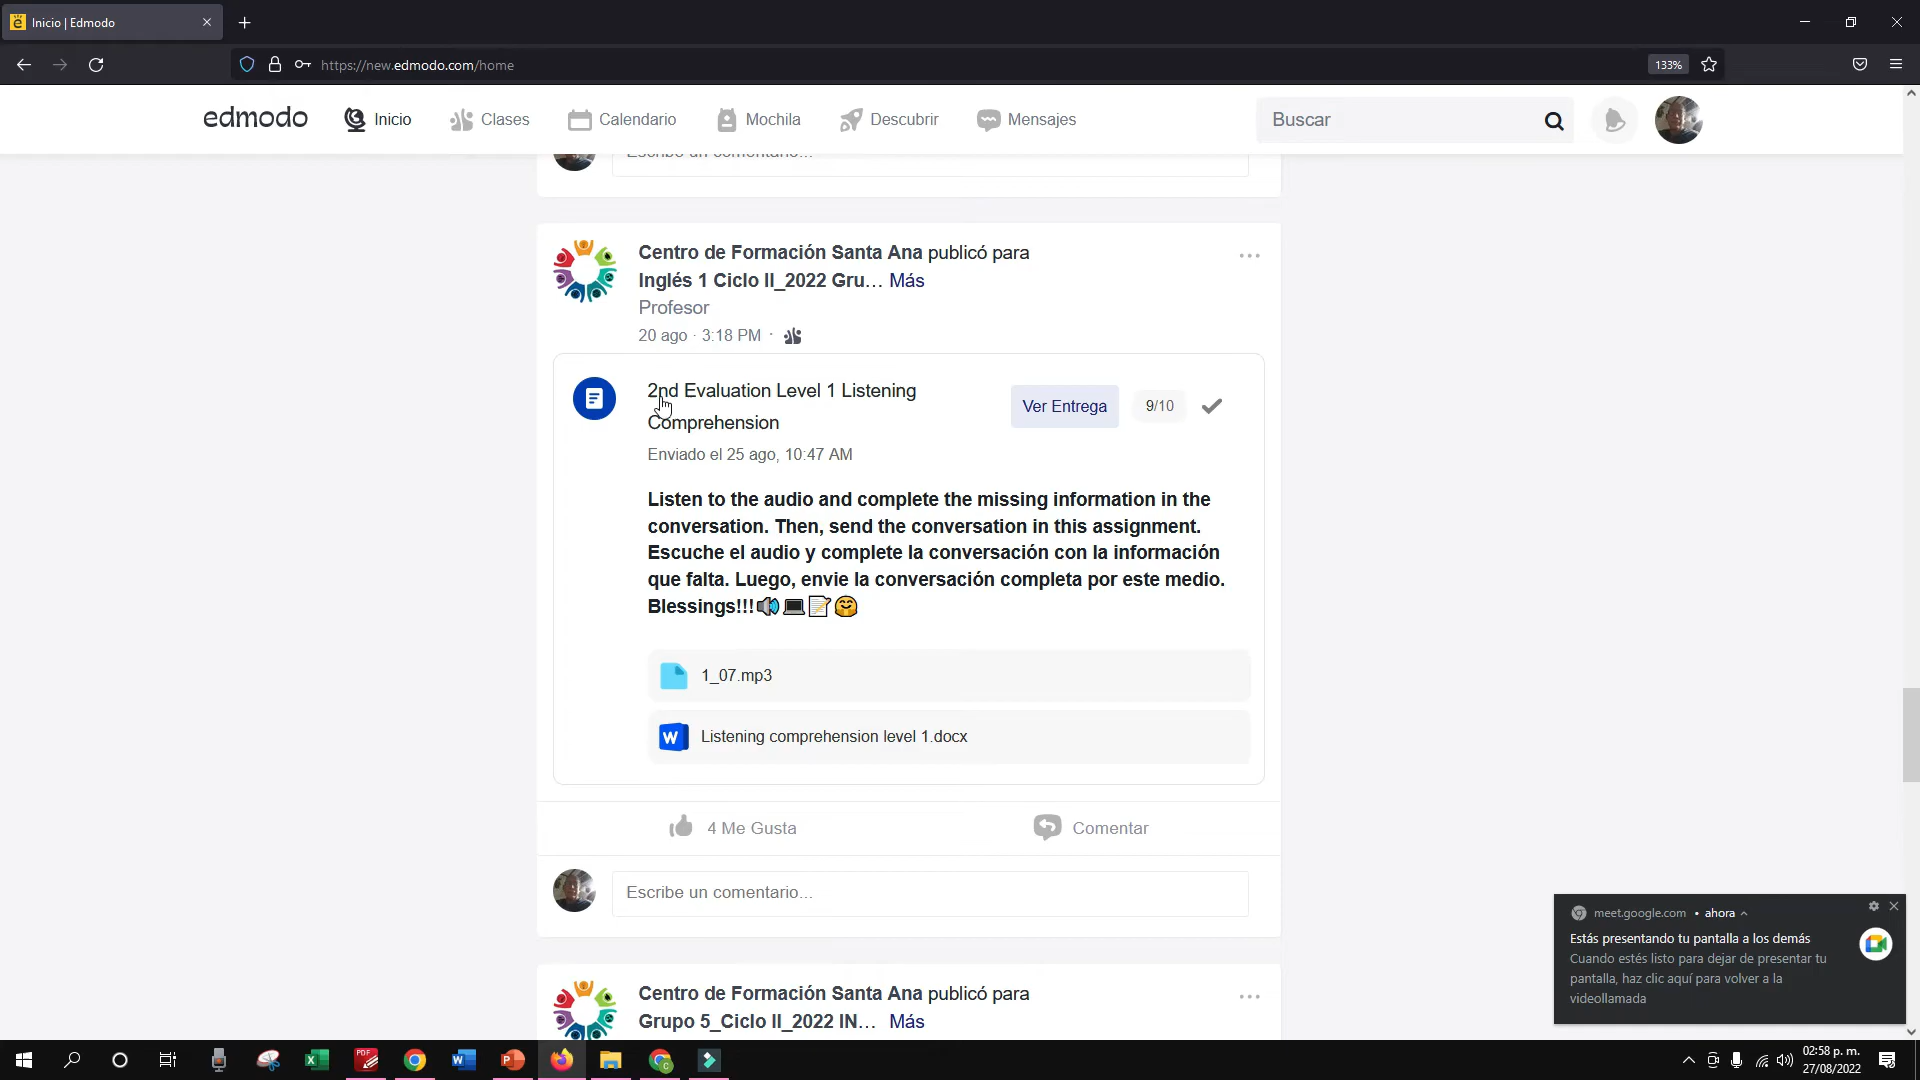 Inicio | Edmodo
https://new.edmodo.com/home
133%
edmodo
Inicio
Clases
Calendario
Mochila
Descubrir
Mensajes
Buscar
Escribe un comentario...
Centro de Formación Santa Ana publicó para
Inglés 1 Ciclo II_2022 Gru... Más
Profesor
20 ago · 3:18 PM ·
2nd Evaluation Level 1 Listening
Comprehension
Ver Entrega
9/10
Enviado el 25 ago, 10:47 AM
Listen to the audio and complete the missing information in the
conversation. Then, send the conversation in this assignment.
Escuche el audio y complete la conversación con la información
que falta. Luego, envie la conversación completa por este medio.
Blessings!!!🔊💻📝🤗
1_07.mp3
Listening comprehension level 1.docx
4 Me Gusta
Comentar
Escribe un comentario...
Centro de Formación Santa Ana publicó para
Grupo 5_Ciclo II_2022 IN... Más
meet.google.com • ahora
Estás presentando tu pantalla a los demás
Cuando estés listo para dejar de presentar tu
pantalla, haz clic aquí para volver a la
videollamada
02:58 p. m.
27/08/2022